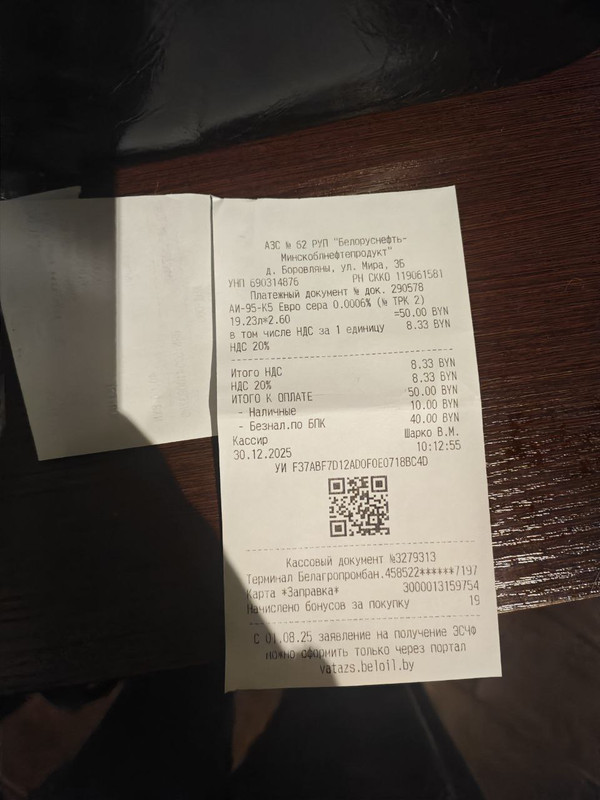 АЗС № 62 РУП "Белоруснефть-
Минскоблнефтепродукт"
д. Боровляны, ул. Мира, 36
УНП 690314876 РН СККО 119061581
Платежный документ № док. 290578
АИ-95-К5 Евро сера 0.0006% (№ ТРК 2)
19.23л*2.60 =50.00 BYN
в том числе НДС за 1 единицу 8.33 BYN
НДС 20%
Итого НДС 8.33 BYN
НДС 20% 8.33 BYN
ИТОГО К ОПЛАТЕ 50.00 BYN
- Наличные 10.00 BYN
- Безнал.по БПК 40.00 BYN
Кассир Шарко В.М.
30.12.2025 10:12:55
УИ F37ABF7D12AD0F0E0718BC4D
Кассовый документ №3279313
Терминал Белагропромбан.458522******7197
Карта *Заправка* 3000013159754
Начислено бонусов за покупку 19
С 01.08.25 заявление на получение ЭСЧФ
можно оформить только через портал
vatazs.beloil.by